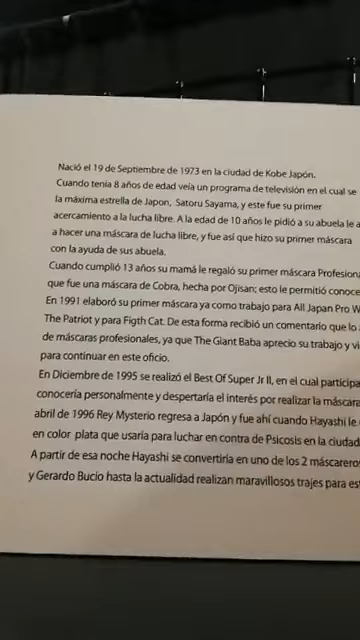 Nació el 19 de Septiembre de 1973 en la ciudad de Kobe Japón.
Cuando tenía 8 años de edad veía un programa de televisión en el cual se
la máxima estrella de Japon, Satoru Sayama, y este fue su primer
acercamiento a la lucha libre. A la edad de 10 años le pidió a su abuela le
a hacer una máscara de lucha libre, y fue así que hizo su primer máscara
con la ayuda de sus abuela.
Cuando cumplió 13 años su mamá le regaló su primer máscara
que fue una máscara de Cobra, hecha por Ojisan; esto le permitió
En 1991 elaboró su primer máscara ya como trabajo para All Japan Pro
The Patriot y para Figth Cat. De esta forma recibió un comentario que lo
de máscaras profesionales, ya que The Giant Baba aprecio su trabajo y
para continuar en este oficio.
En Diciembre de 1995 se realizó el Best Of Super Jr II, en el cual
conocería personalmente y despertaría el interés por realizar la
abril de 1996 Rey Mysterio regresa a Japón y fue ahí cuando Hayashi le
en color plata que usaría para luchar en contra de Psicosis en la ciudad
A partir de esa noche Hayashi se convertiría en uno de los 2
y Gerardo Bucio hasta la actualidad realizan maravillosos trajes para